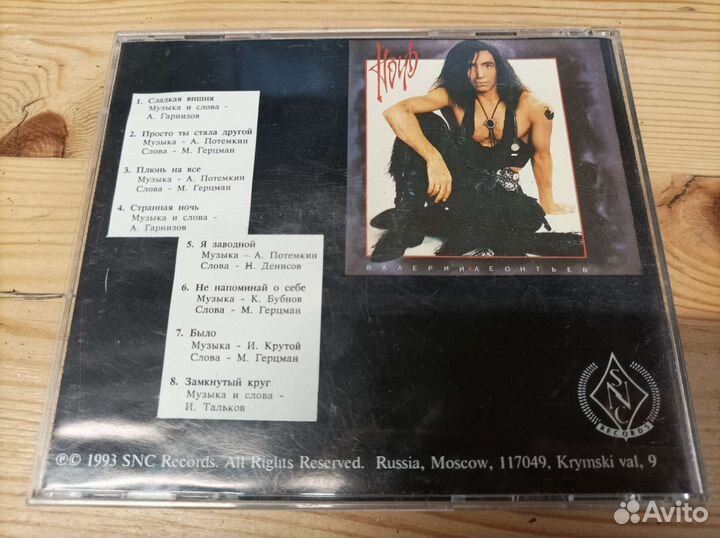 1. Сладкая вишня
Музыка и слова -
А. Гарнизов
2. Просто ты стала другой
Музыка - А. Потемкин
Слова - М. Герцман
3. Плюнь на все
Музыка - А. Потемкин
Слова - М. Герцман
4. Странная ночь
Музыка и слова -
А. Гарнизов
5. Я заводной
Музыка - А. Потемкин
Слова - Н. Денисов
6. Не напоминай о себе
Музыка - К. Бубнов
Слова - М. Герцман
7. Было
Музыка - И. Крутой
Слова - М. Герцман
8. Замкнутый круг
Музыка и слова -
И. Тальков
ВАЛЕРИЙ ЛЕОНТЬЕВ
SNC
RECORDS
Ⓟ© 1993 SNC Records. All Rights Reserved. Russia, Moscow, 117049, Krymski val, 9
Avito